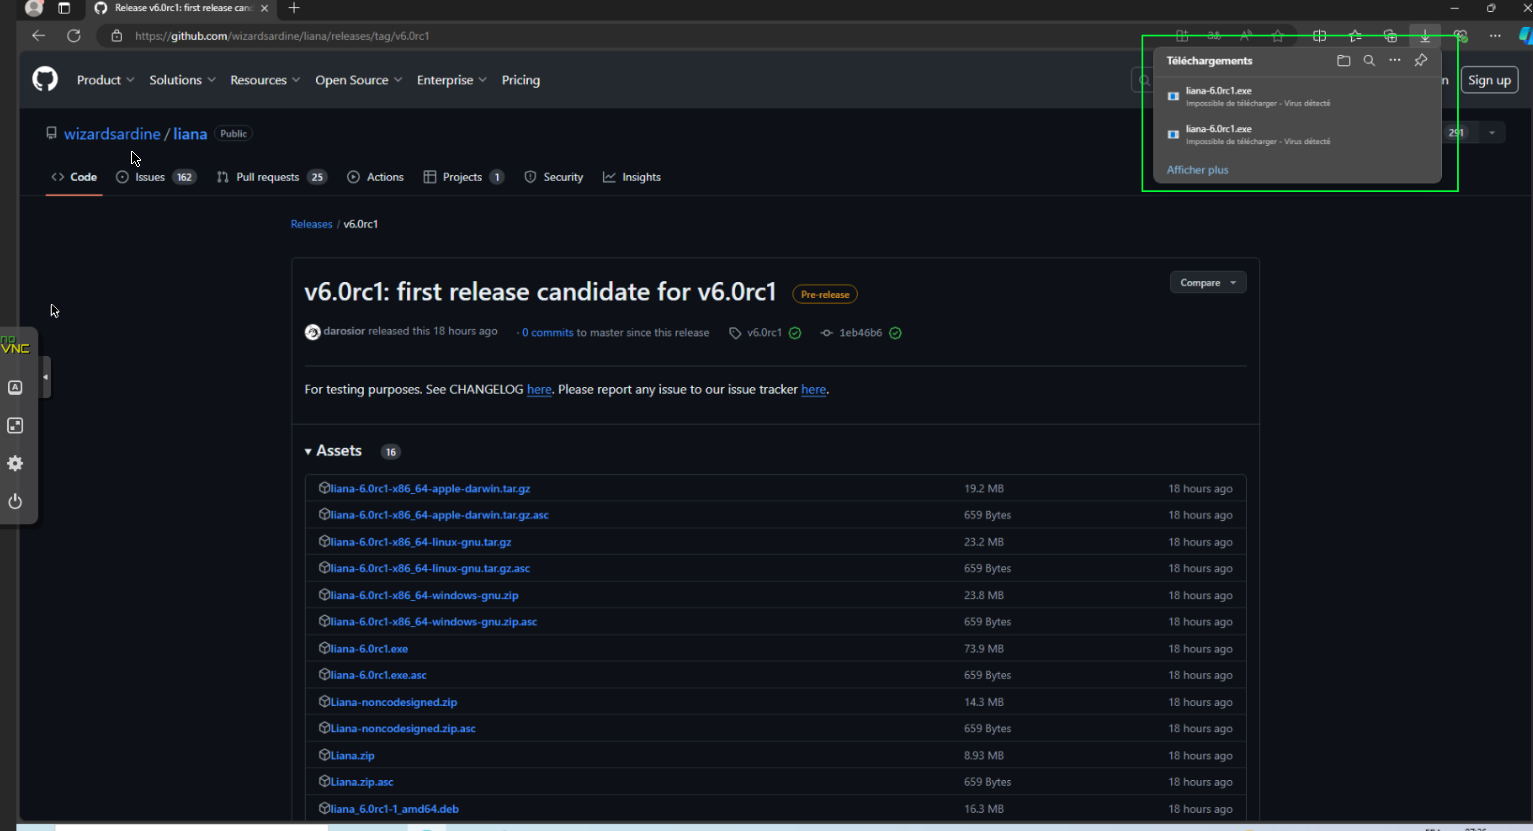 Release v6.0rc1: first release can
https://github.com/wizardsardine/liana/releases/tag/v6.0rc1
Product Solutions Resources Open Source Enterprise Pricing
Sign up
Téléchargements
liana-6.0rc1.exe
Impossible de télécharger - Virus détecté
liana-6.0rc1.exe
Impossible de télécharger - Virus détecté
Afficher plus
wizardsardine / liana Public
291
Code Issues 162 Pull requests 25 Actions Projects 1 Security Insights
Releases / v6.0rc1
v6.0rc1: first release candidate for v6.0rc1 Pre-release
Compare
darosior released this 18 hours ago · 0 commits to master since this release v6.0rc1 1eb46b6
no
VNC
A
For testing purposes. See CHANGELOG here. Please report any issue to our issue tracker here.
Assets 16
liana-6.0rc1-x86_64-apple-darwin.tar.gz 19.2 MB 18 hours ago
liana-6.0rc1-x86_64-apple-darwin.tar.gz.asc 659 Bytes 18 hours ago
liana-6.0rc1-x86_64-linux-gnu.tar.gz 23.2 MB 18 hours ago
liana-6.0rc1-x86_64-linux-gnu.tar.gz.asc 659 Bytes 18 hours ago
liana-6.0rc1-x86_64-windows-gnu.zip 23.8 MB 18 hours ago
liana-6.0rc1-x86_64-windows-gnu.zip.asc 659 Bytes 18 hours ago
liana-6.0rc1.exe 73.9 MB 18 hours ago
liana-6.0rc1.exe.asc 659 Bytes 18 hours ago
Liana-noncodesigned.zip 14.3 MB 18 hours ago
Liana-noncodesigned.zip.asc 659 Bytes 18 hours ago
Liana.zip 8.93 MB 18 hours ago
Liana.zip.asc 659 Bytes 18 hours ago
liana_6.0rc1-1_amd64.deb 16.3 MB 18 hours ago